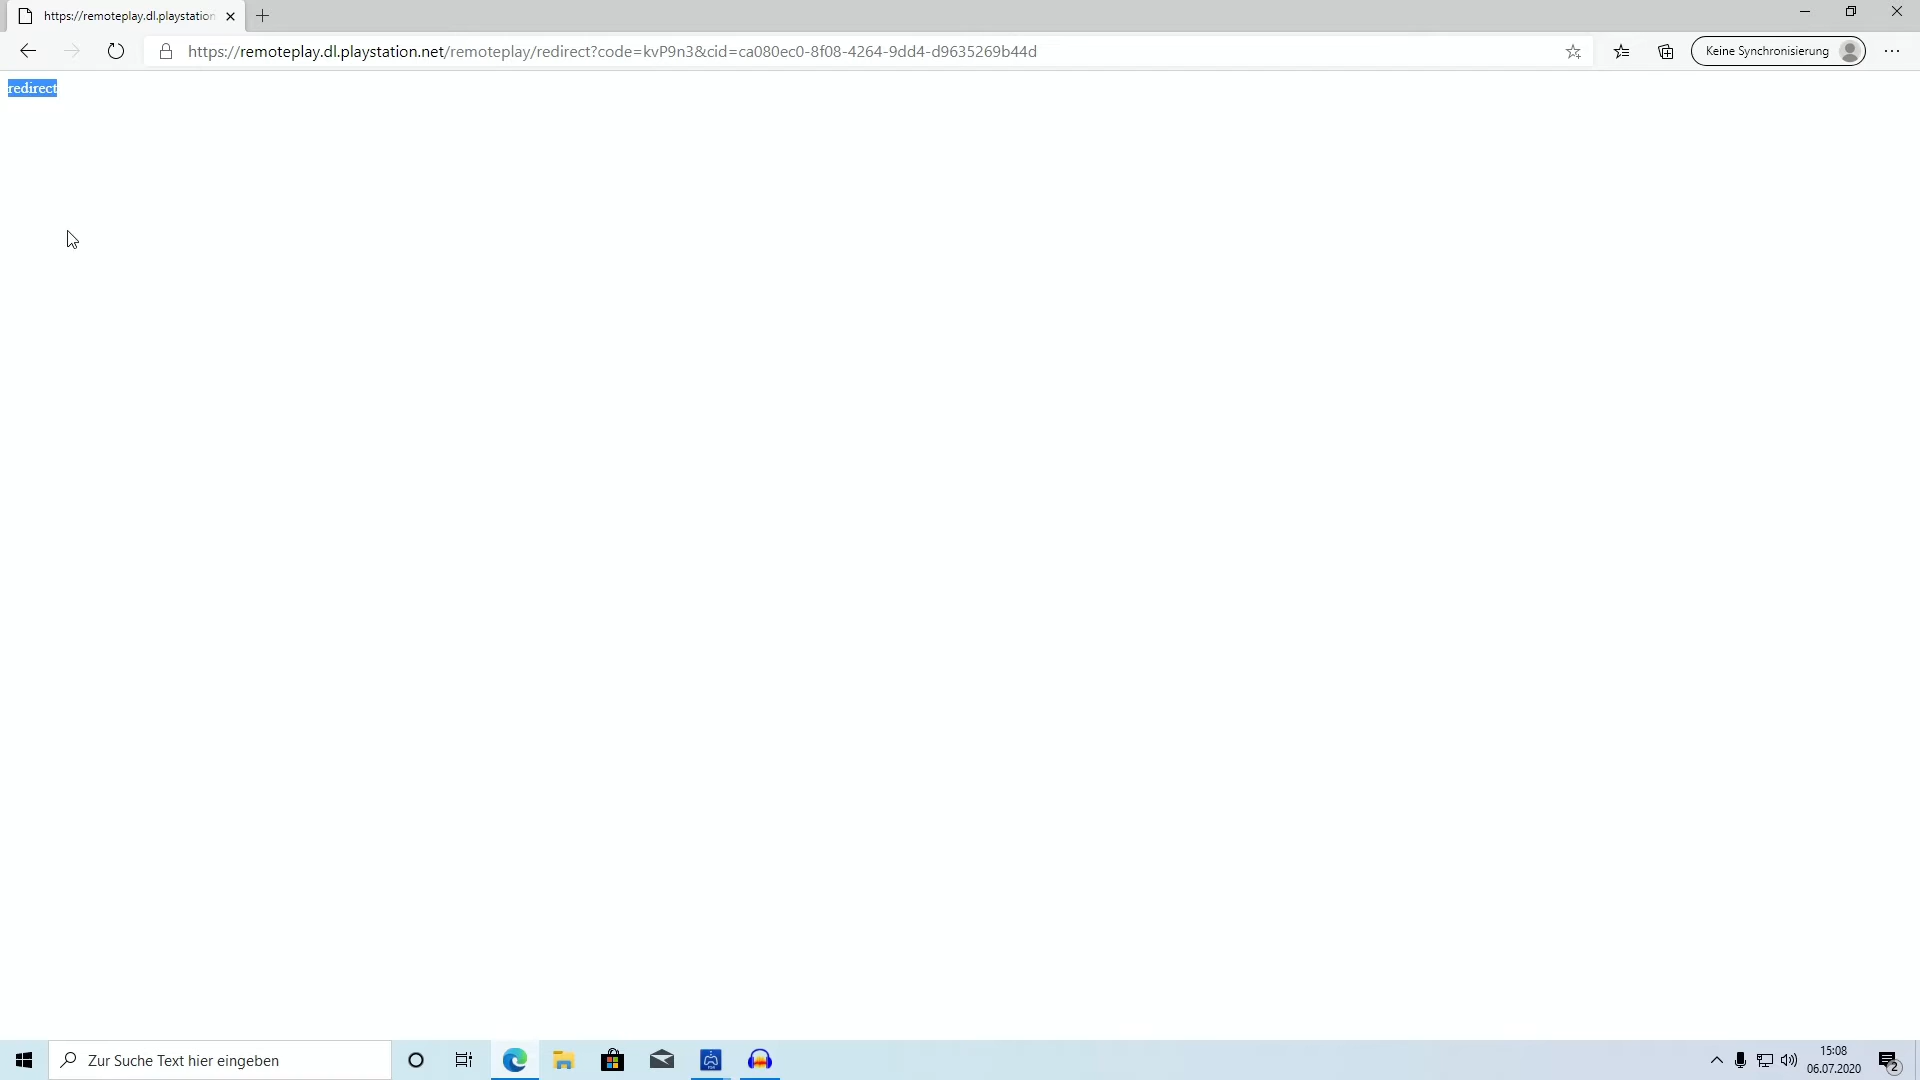 https://remoteplay.dl.playstation
https://remoteplay.dl.playstation.net/remoteplay/redirect?code=kvP9n3&cid=ca080ec0-8f08-4264-9dd4-d9635269b44d
Keine Synchronisierung
redirect
Zur Suche Text hier eingeben
15:08
06.07.2020
2